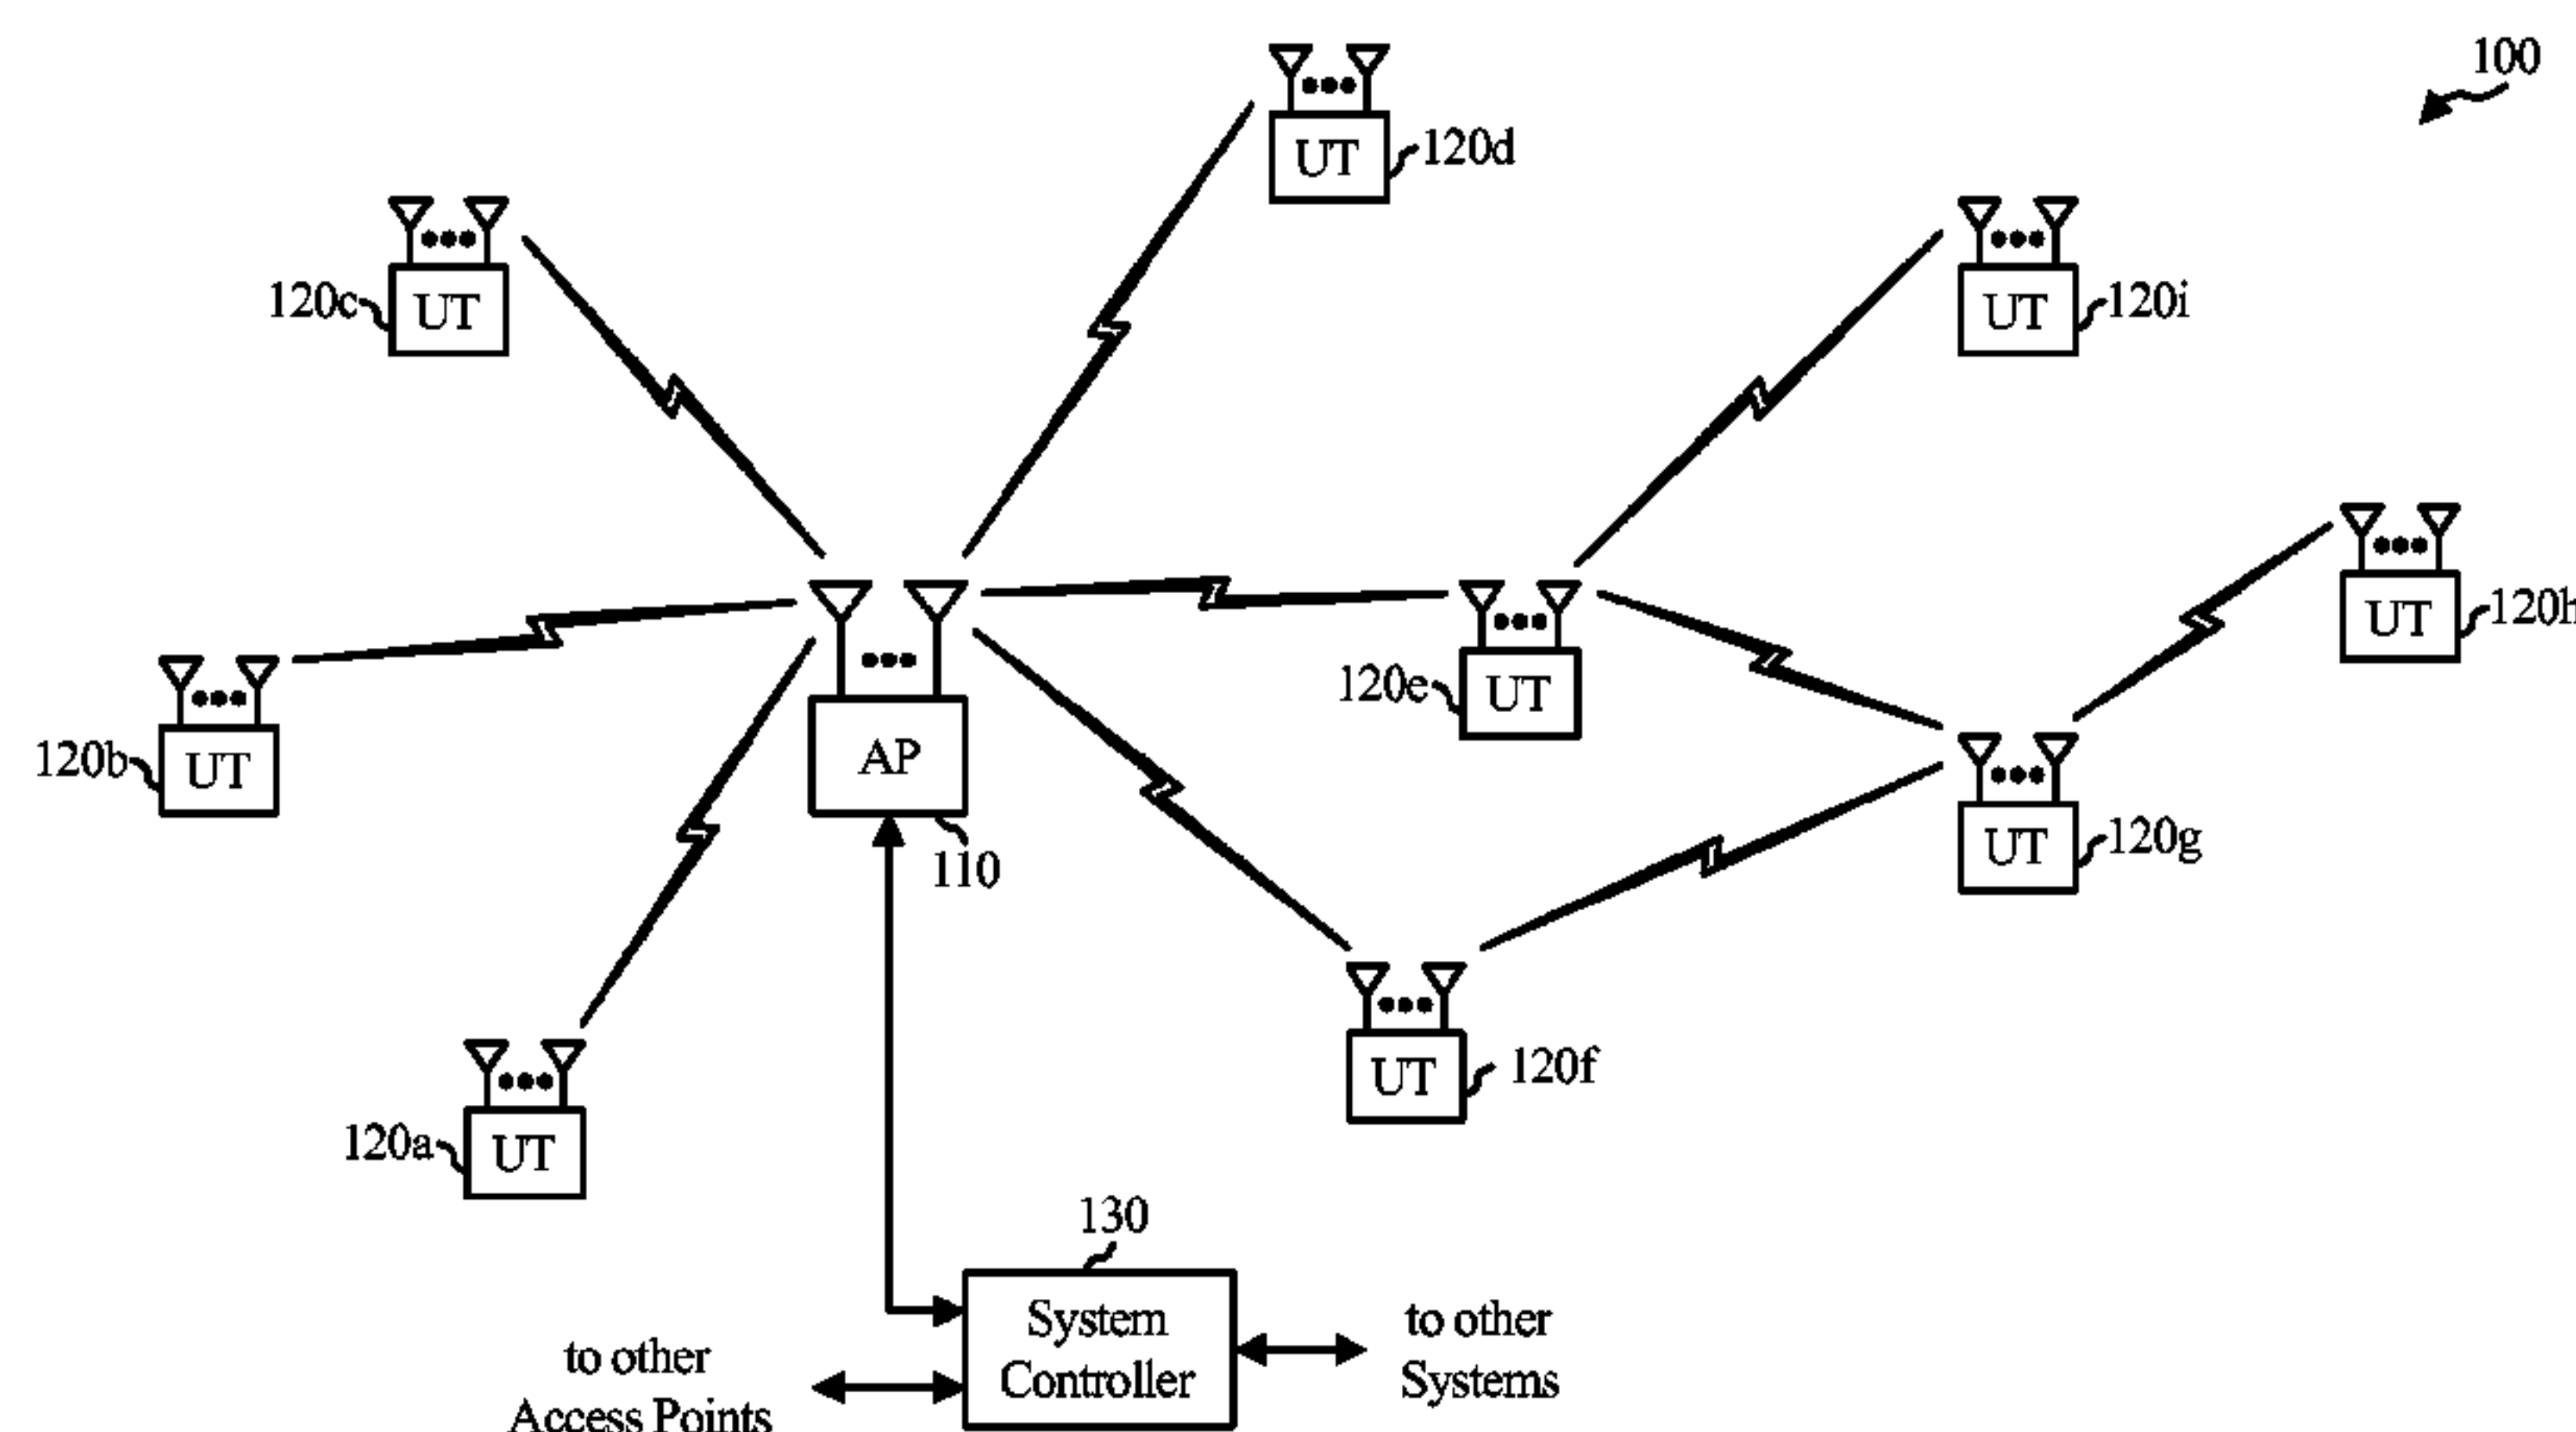 100
UT
120d
120c
UT
UT
120i
UT
120h
120e
UT
120b
UT
AP
110
UT
120g
UT
120f
120a
UT
130
System
Controller
to other
Access Points
to other
Systems